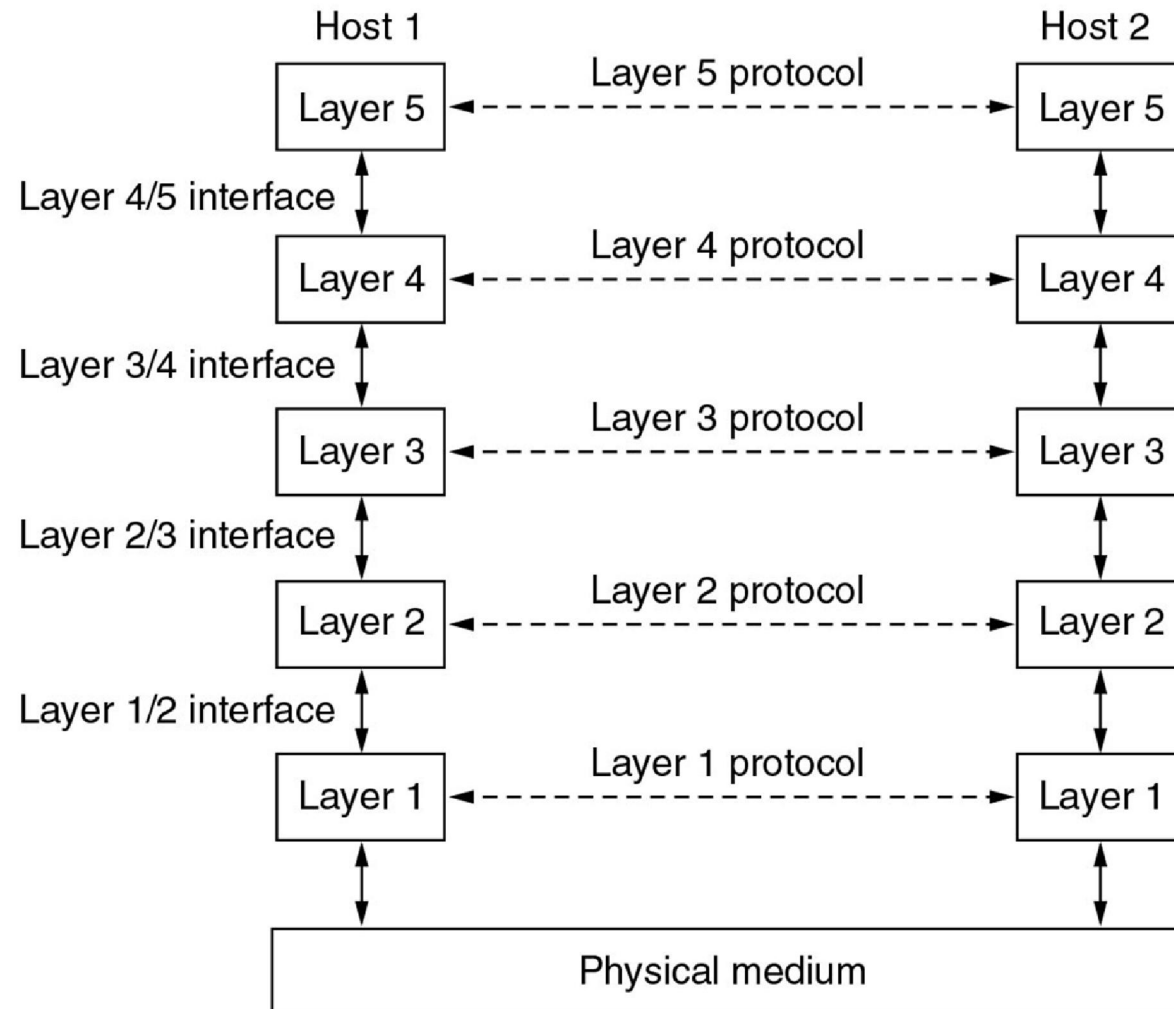 Host 1
Host 2
Layer 5 protocol
Layer 5
Layer 5
Layer 4/5 interface
Layer 4 protocol
Layer 4
Layer 4
Layer 3/4 interface
Layer 3 protocol
Layer 3
Layer 3
Layer 2/3 interface
Layer 2 protocol
Layer 2
Layer 2
Layer 1/2 interface
Layer 1 protocol
Layer 1
Layer 1
Physical medium